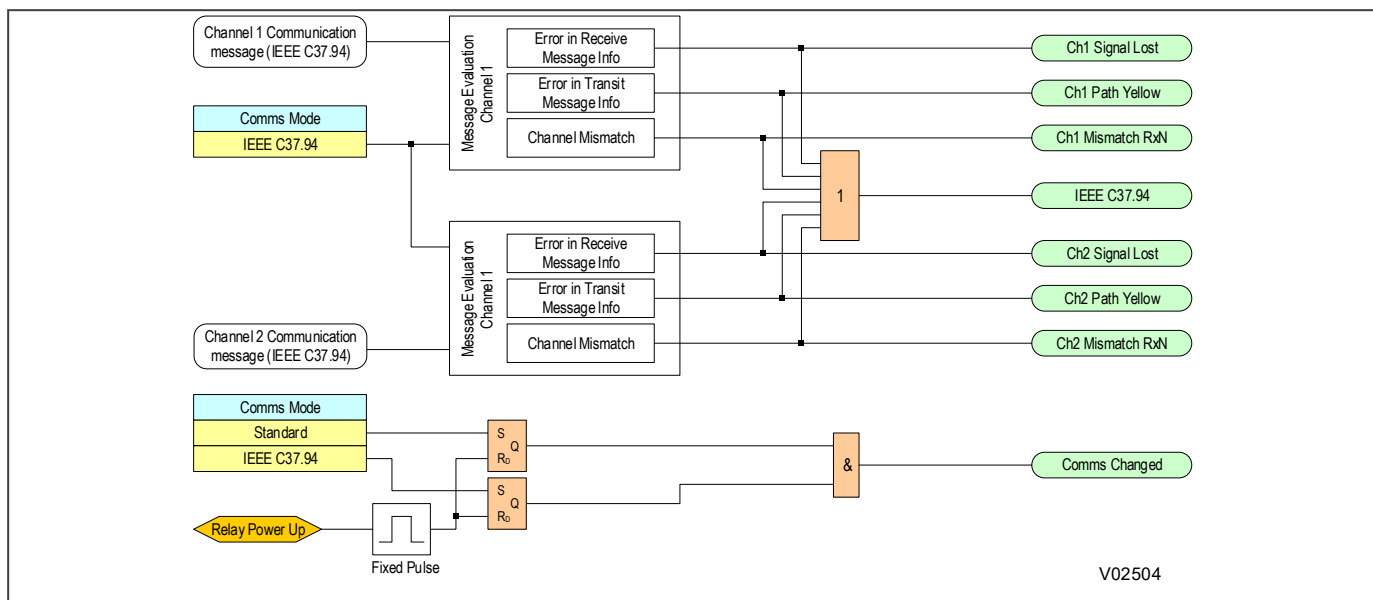 Channel 1 Communication
message (IEEE C37.94)
Comms Mode
IEEE C37.94
Message Evaluation
Channel 1
Error in Receive
Message Info
Error in Transit
Message Info
Channel Mismatch
Ch1 Signal Lost
Ch1 Path Yellow
Ch1 Mismatch RxN
1
IEEE C37.94
Message Evaluation
Channel 1
Error in Receive
Message Info
Error in Transit
Message Info
Channel Mismatch
Ch2 Signal Lost
Ch2 Path Yellow
Ch2 Mismatch RxN
Channel 2 Communication
message (IEEE C37.94)
Comms Mode
Standard
IEEE C37.94
S
Q
RD
S
Q
RD
&
Comms Changed
Relay Power Up
Fixed Pulse
V02504